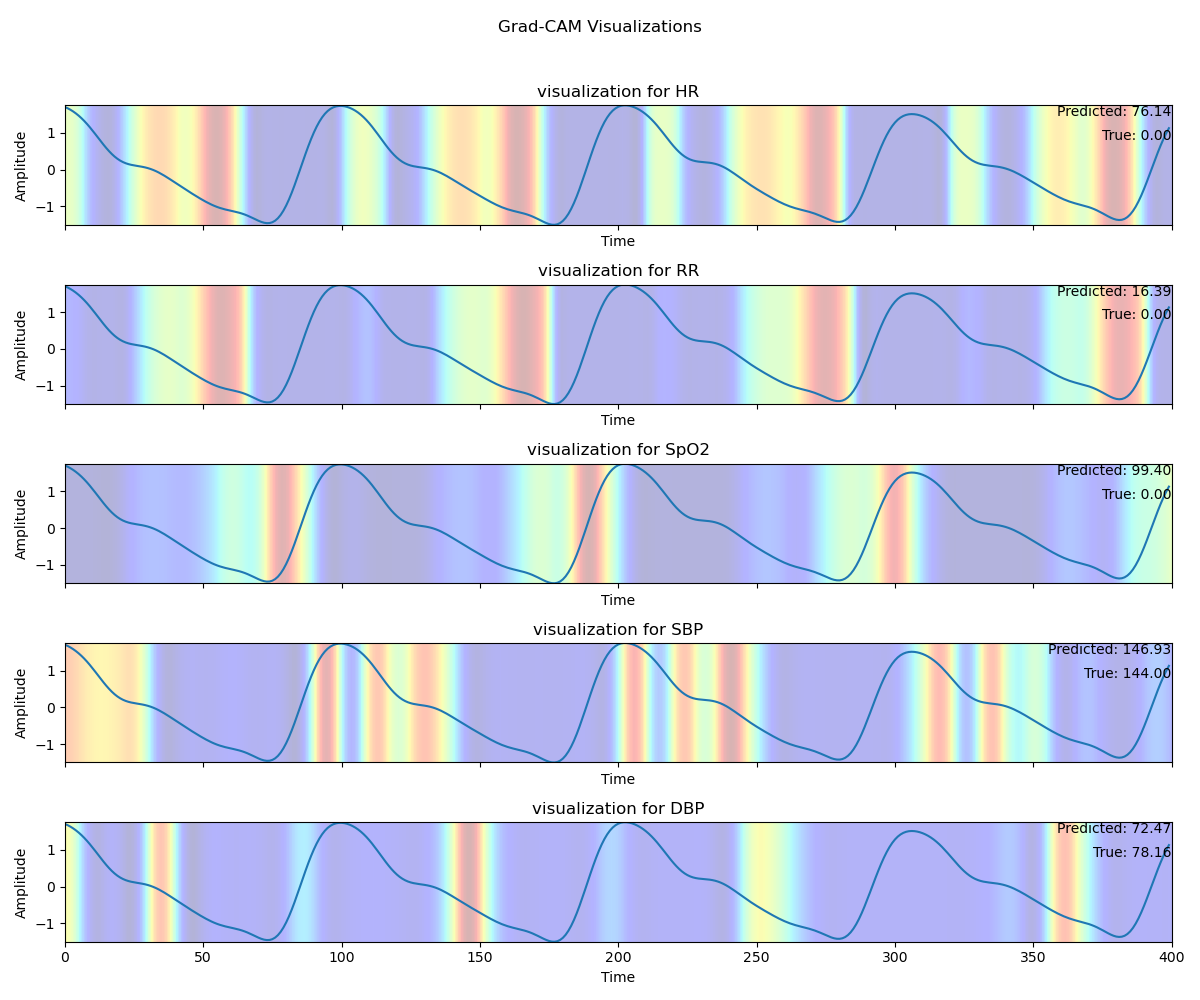 Grad-CAM Visualizations
visualization for HR
Predicted: 76.14
True: 0.00
Amplitude
1
0
−1
Time
visualization for RR
Predicted: 16.39
True: 0.00
Amplitude
1
0
−1
Time
visualization for SpO2
Predicted: 99.40
True: 0.00
Amplitude
1
0
−1
Time
visualization for SBP
Predicted: 146.93
True: 144.00
Amplitude
1
0
−1
Time
visualization for DBP
Predicted: 72.47
True: 78.16
Amplitude
1
0
−1
0 50 100 150 200 250 300 350 400
Time